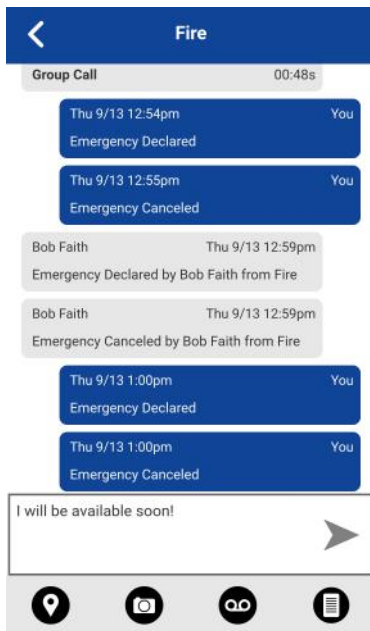 Fire
Group Call 00:48s
Thu 9/13 12:54pm You
Emergency Declared
Thu 9/13 12:55pm You
Emergency Canceled
Bob Faith Thu 9/13 12:59pm
Emergency Declared by Bob Faith from Fire
Bob Faith Thu 9/13 12:59pm
Emergency Canceled by Bob Faith from Fire
Thu 9/13 1:00pm You
Emergency Declared
Thu 9/13 1:00pm You
Emergency Canceled
I will be available soon!